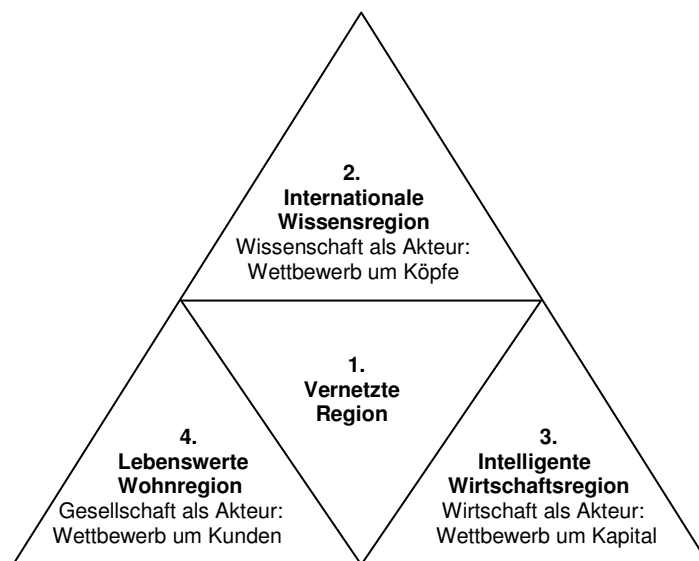 2.
Internationale
Wissensregion
Wissenschaft als Akteur:
Wettbewerb um Köpfe
1.
Vernetzte
Region
4.
Lebenswerte
Wohnregion
Gesellschaft als Akteur:
Wettbewerb um Kunden
3.
Intelligente
Wirtschaftsregion
Wirtschaft als Akteur:
Wettbewerb um Kapital